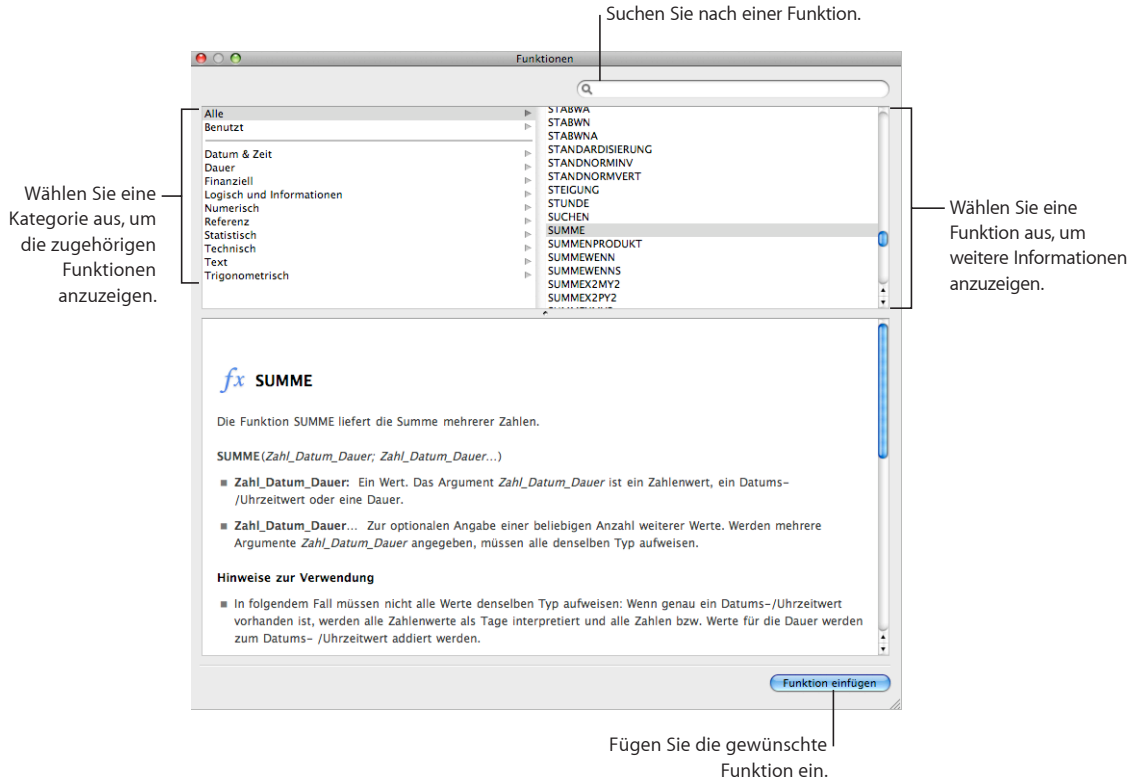 Suchen Sie nach einer Funktion.
Funktionen
Alle
Benutzt
Datum & Zeit
Dauer
Finanziell
Logisch und Informationen
Numerisch
Referenz
Statistisch
Technisch
Text
Trigonometrisch
STABWA
STABWN
STABWNA
STANDARDISIERUNG
STANDNORMINV
STANDNORMVERT
STEIGUNG
STUNDE
SUCHEN
SUMME
SUMMENPRODUKT
SUMMEWENN
SUMMEWENNS
SUMMEX2MY2
SUMMEX2PY2
Wählen Sie eine
Kategorie aus, um
die zugehörigen
Funktionen
anzuzeigen.
Wählen Sie eine
Funktion aus, um
weitere Informationen
anzuzeigen.
fx SUMME
Die Funktion SUMME liefert die Summe mehrerer Zahlen.
SUMME(Zahl_Datum_Dauer; Zahl_Datum_Dauer...)
Zahl_Datum_Dauer: Ein Wert. Das Argument Zahl_Datum_Dauer ist ein Zahlenwert, ein Datums-
/Uhrzeitwert oder eine Dauer.
Zahl_Datum_Dauer... Zur optionalen Angabe einer beliebigen Anzahl weiterer Werte. Werden mehrere
Argumente Zahl_Datum_Dauer angegeben, müssen alle denselben Typ aufweisen.
Hinweise zur Verwendung
In folgendem Fall müssen nicht alle Werte denselben Typ aufweisen: Wenn genau ein Datums-/Uhrzeitwert
vorhanden ist, werden alle Zahlenwerte als Tage interpretiert und alle Zahlen bzw. Werte für die Dauer werden
zum Datums- /Uhrzeitwert addiert werden.
Funktion einfügen
Fügen Sie die gewünschte
Funktion ein.